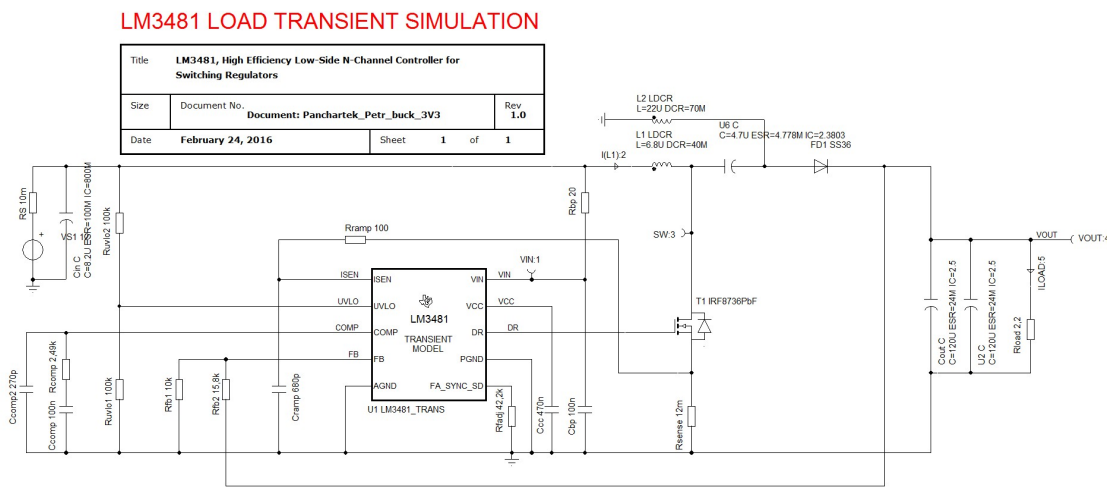 LM3481 LOAD TRANSIENT SIMULATION
Title
LM3481, High Efficiency Low-Side N-Channel Controller for
Switching Regulators
Size
Document No.
Document: Panchartek_Petr_buck_3V3
Rev
1.0
Date
February 24, 2016
Sheet 1 of 1
L2 LDCR
L=22U DCR=70M
U6 C
C=4.7U ESR=4.778M IC=2.3803
L1 LDCR
L=6.8U DCR=40M
FD1 SS36
I(L1):2
RS 10m
VS1
Cin C
C=8.2U ESR=100M IC=800M
Ruvlo2 100k
Rramp 100
Rbp 20
SW:3
VOUT
VOUT:4
ILOAD:5
ISEN
ISEN
VIN
VIN
VIN:1
UVLO
UVLO
VCC
VCC
LM3481
TRANSIENT
MODEL
COMP
COMP
DR
DR
T1 IRF8736PbF
FB
FB
PGND
AGND
FA_SYNC_SD
U1 LM3481_TRANS
Ccomp2 270p
Rcomp 2,49k
Ccomp 100n
Ruvlo1 100k
Rfb1 10k
Rfb2 15,8k
Cramp 680p
Rfadj 42,2k
Ccc 470n
Cbp 100n
Rsense 12m
Cout C
C=120U ESR=24M IC=2.5
U2 C
C=120U ESR=24M IC=2.5
Rload 2,2